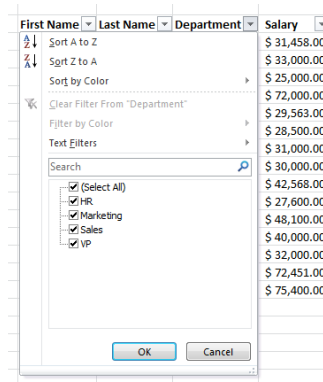 First Name Last Name Department Salary
Sort A to Z $ 31,458.00
Sort Z to A $ 33,000.00
Sort by Color $ 25,000.00
$ 72,000.00
Clear Filter From "Department" $ 29,563.00
Filter by Color $ 28,500.00
Text Filters $ 31,000.00
Search $ 30,000.00
(Select All) $ 42,568.00
HR $ 27,600.00
Marketing $ 48,100.00
Sales $ 40,000.00
VP $ 32,000.00
$ 72,451.00
$ 75,400.00
OK Cancel